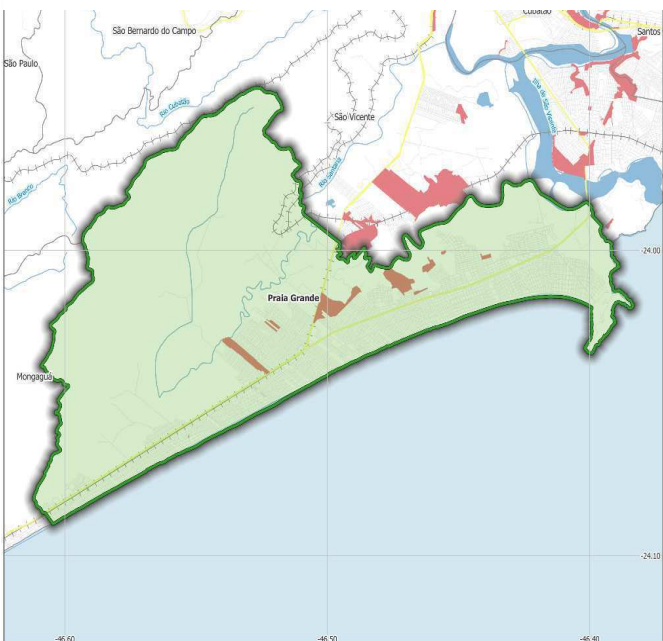 Cubatão
São Bernardo do Campo
Santos
São Paulo
Rio Cubatão
Ilha de São Vicente
São Vicente
Rio Santana
Rio Branco
-24.00
Praia Grande
Mongaguá
-24.10
-46.60
-46.50
-46.40